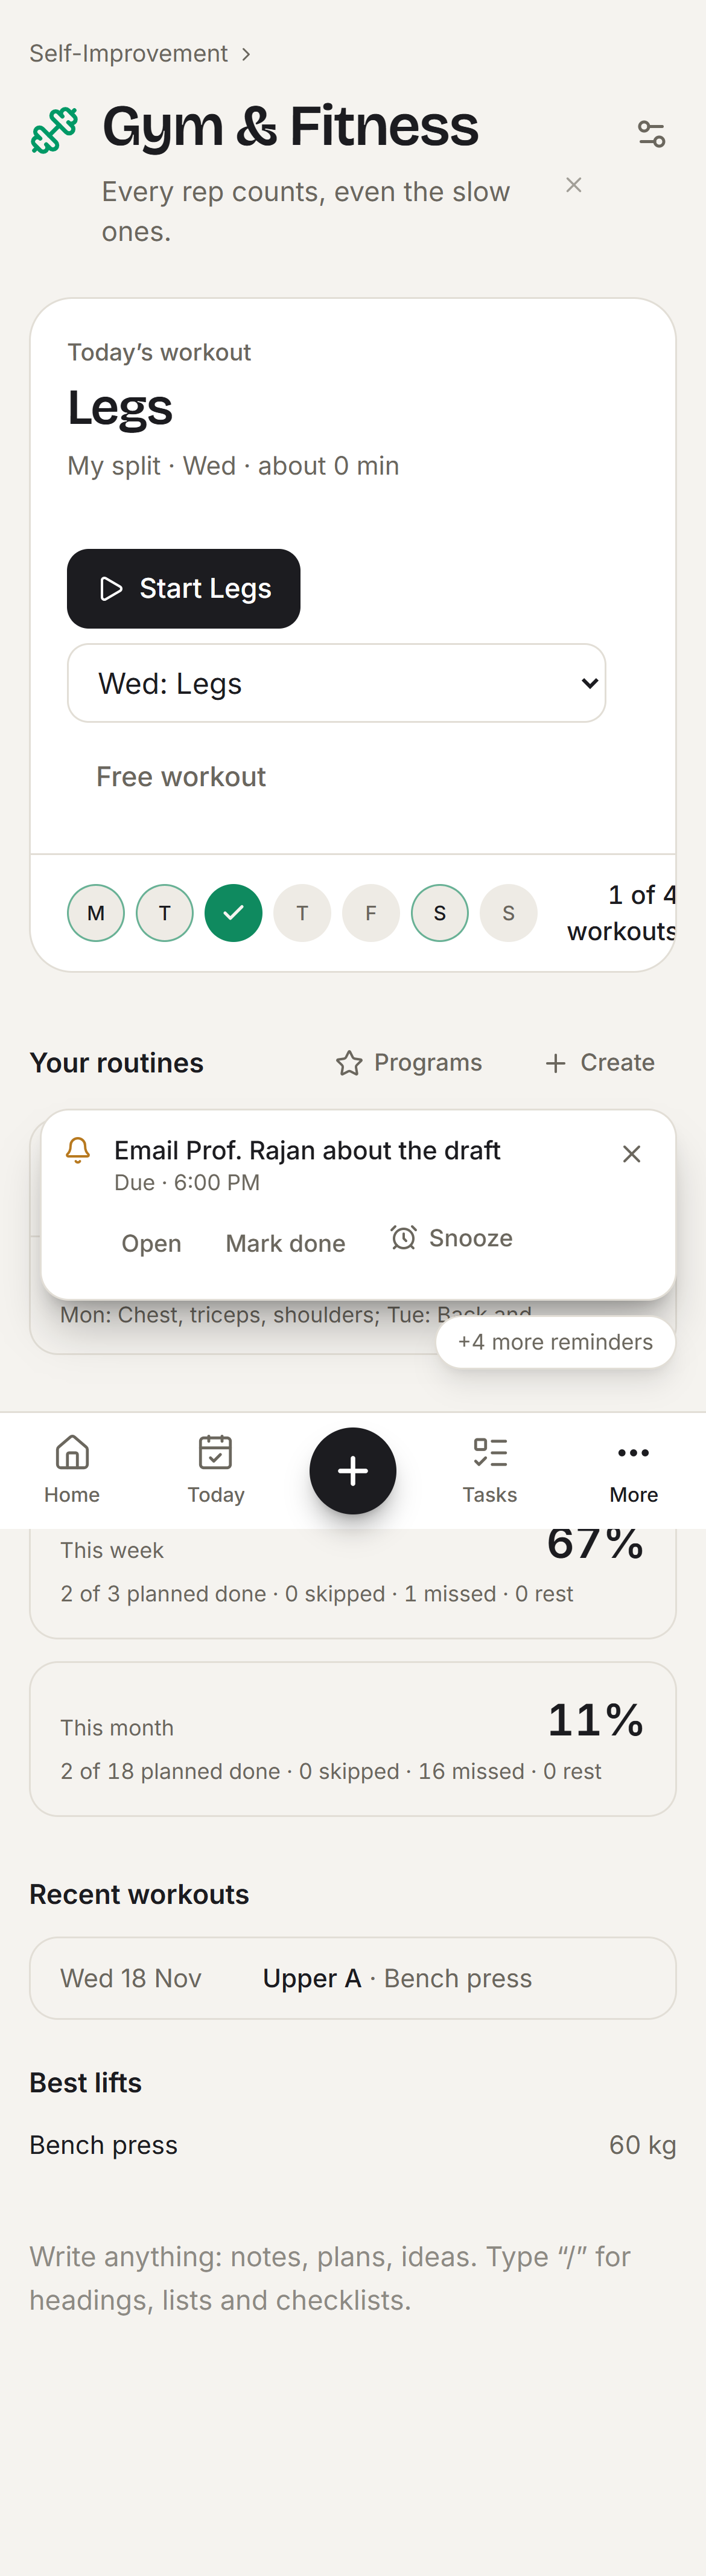 Self-Improvement
Gym & Fitness
Every rep counts, even the slow
ones.
Today’s workout
Legs
My split · Wed · about 0 min
Start Legs
Wed: Legs
Free workout
M T T F S S
1 of 4
workouts
Your routines
Programs
Create
Email Prof. Rajan about the draft
Due · 6:00 PM
Open
Mark done
Snooze
Mon: Chest, triceps, shoulders; Tue: Back and
+4 more reminders
Home
Today
Tasks
More
This week
67%
2 of 3 planned done · 0 skipped · 1 missed · 0 rest
This month
11%
2 of 18 planned done · 0 skipped · 16 missed · 0 rest
Recent workouts
Wed 18 Nov
Upper A · Bench press
Best lifts
Bench press
60 kg
Write anything: notes, plans, ideas. Type “/” for
headings, lists and checklists.